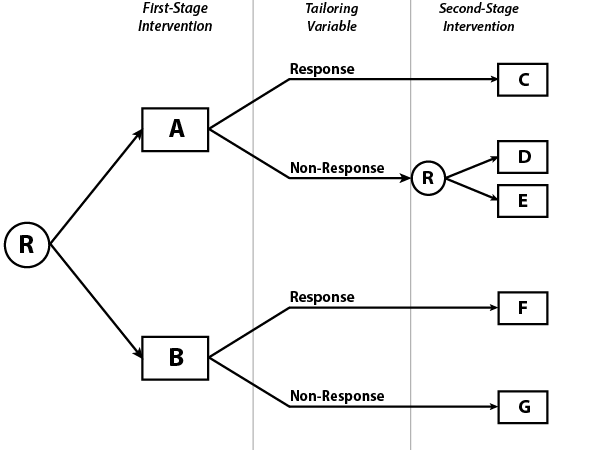 First-Stage
Intervention
Tailoring
Variable
Second-Stage
Intervention
Response
C
A
Non-Response
R
D
E
R
Response
F
B
Non-Response
G